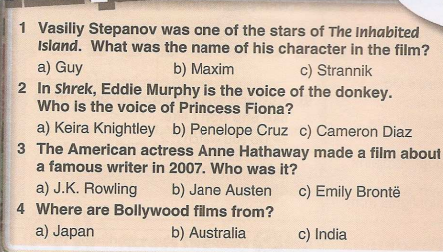 1 Vasiliy Stepanov was one of the stars of The Inhabited
Island. What was the name of his character in the film?
a) Guy b) Maxim c) Strannik
2 In Shrek, Eddie Murphy is the voice of the donkey.
Who is the voice of Princess Fiona?
a) Keira Knightley b) Penelope Cruz c) Cameron Diaz
3 The American actress Anne Hathaway made a film about
a famous writer in 2007. Who was it?
a) J.K. Rowling b) Jane Austen c) Emily Brontë
4 Where are Bollywood films from?
a) Japan b) Australia c) India